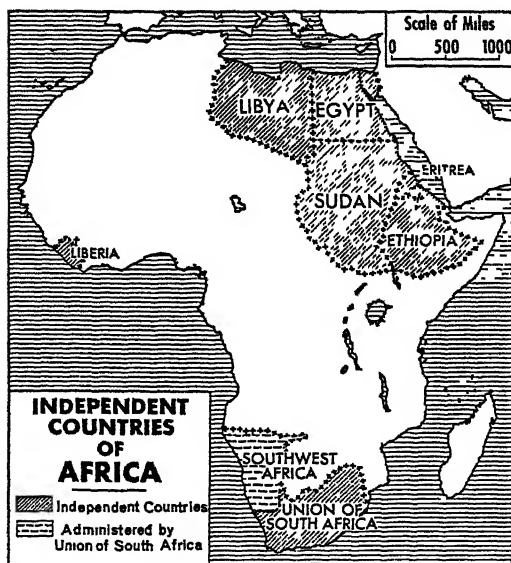 Scale of Miles
0 500 1000
LIBYA
EGYPT
ERITREA
SUDAN
ETHIOPIA
LIBERIA
INDEPENDENT
COUNTRIES
OF
AFRICA
Independent Countries
Administered by
Union of South Africa
SOUTHWEST
AFRICA
UNION OF
SOUTH AFRICA